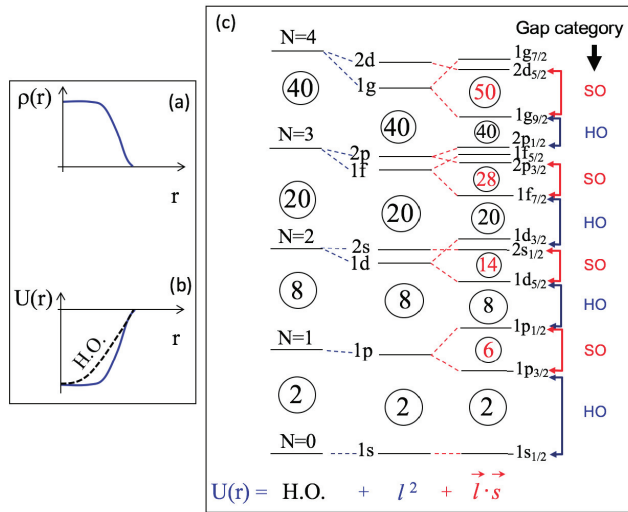 (a)
ρ(r)
r
(b)
U(r)
r
H.O.
(c)
Gap category
N=4
2d
1g
1g7/2
2d5/2
40
50
SO
1g9/2
40
40
HO
N=3
2p
1f
2p1/2
1f5/2
2p3/2
28
SO
1f7/2
20
20
20
HO
N=2
2s
1d
1d3/2
2s1/2
14
SO
1d5/2
8
8
8
HO
N=1
1p
1p1/2
6
SO
1p3/2
2
2
2
HO
N=0
1s
1s1/2
U(r) = H.O. + l² + l·s